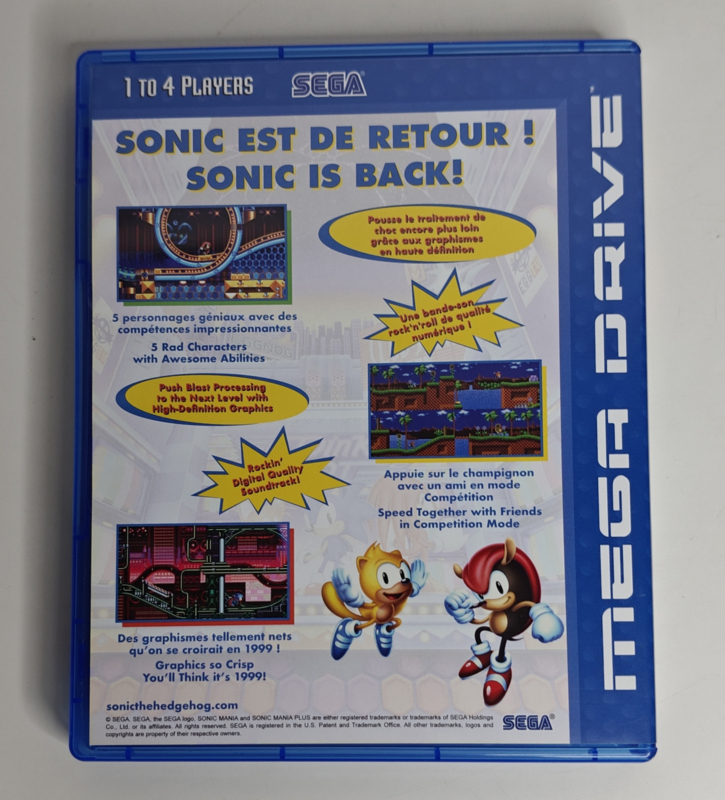 1 TO 4 PLAYERS
SEGA®
SONIC EST DE RETOUR !
SONIC IS BACK!
Pousse le traitement de
choc encore plus loin
grâce aux graphismes
en haute définition
5 personnages géniaux avec des
compétences impressionnantes
5 Rad Characters
with Awesome Abilities
Une bande-son
rock'n'roll de qualité
numérique !
Push Blast Processing
to the Next Level with
High-Definition Graphics
Rockin'
Digital Quality
Soundtrack!
Appuie sur le champignon
avec un ami en mode
Compétition
Speed Together with Friends
in Competition Mode
Des graphismes tellement nets
qu'on se croirait en 1999 !
Graphics so Crisp
You'll Think it's 1999!
sonicthehedgehog.com
© SEGA. SEGA, the SEGA logo, SONIC MANIA and SONIC MANIA PLUS are either registered trademarks or trademarks of SEGA Holdings
Co., Ltd. or its affiliates. All rights reserved. SEGA is registered in the U.S. Patent and Trademark Office. All other trademarks, logos and
copyrights are property of their respective owners.
SEGA®
MEGA DRIVE™